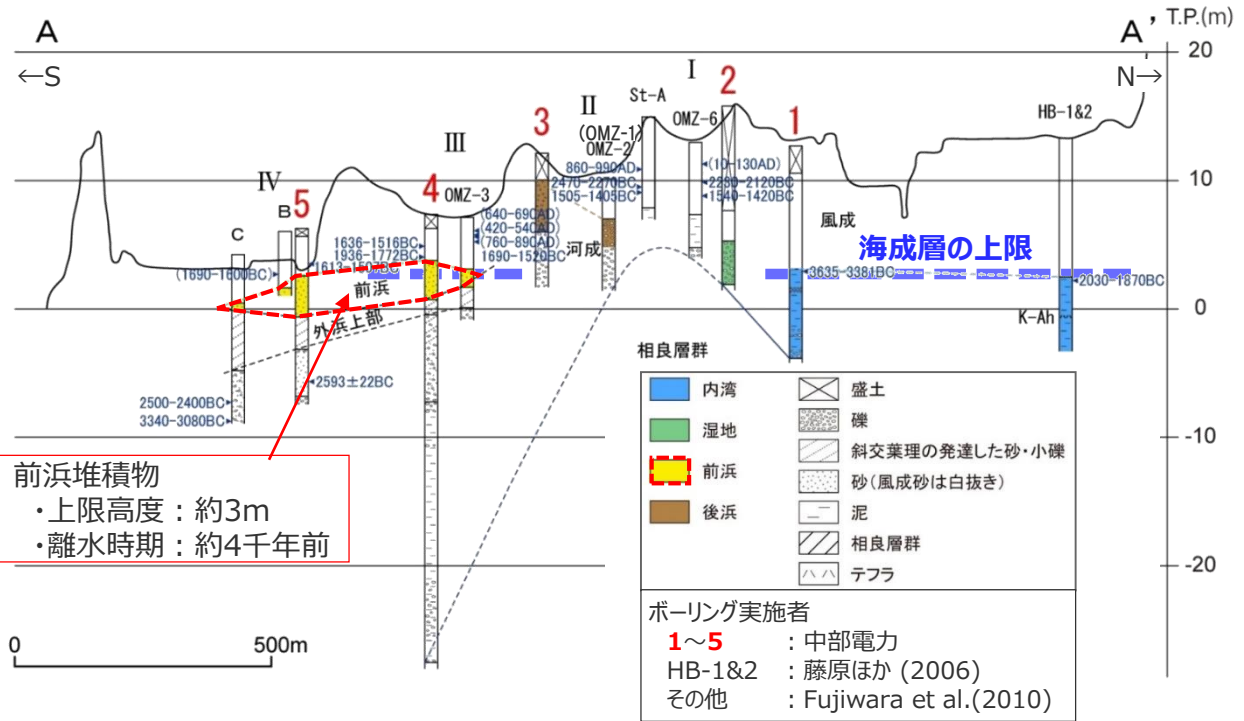 A
A'
T.P.(m)
←S
N→
20
10
0
-10
-20
I
II
III
IV
St-A
2
OMZ-6
1
HB-1&2
3
(OMZ-1)
OMZ-2
4
OMZ-3
5
B
C
860-990AD
2470-2270BC
1505-1405BC
(10-130AD)
2230-2120BC
1540-1420BC
(640-690AD)
(420-540AD)
(760-890AD)
1690-1520BC
1636-1516BC
1936-1772BC
(1690-1600BC)
3635-3381BC
2030-1870BC
K-Ah
2593±22BC
2500-2400BC
3340-3080BC
風成
海成層の上限
河成
前浜
外浜上部
相良層群
前浜堆積物
・上限高度：約3m
・離水時期：約4千年前
0
500m
内湾
湿地
前浜
後浜
盛土
礫
斜交葉理の発達した砂・小礫
砂(風成砂は白抜き)
泥
相良層群
テフラ
ボーリング実施者
1～5　：中部電力
HB-1&2　：藤原ほか (2006)
その他　：Fujiwara et al.(2010)